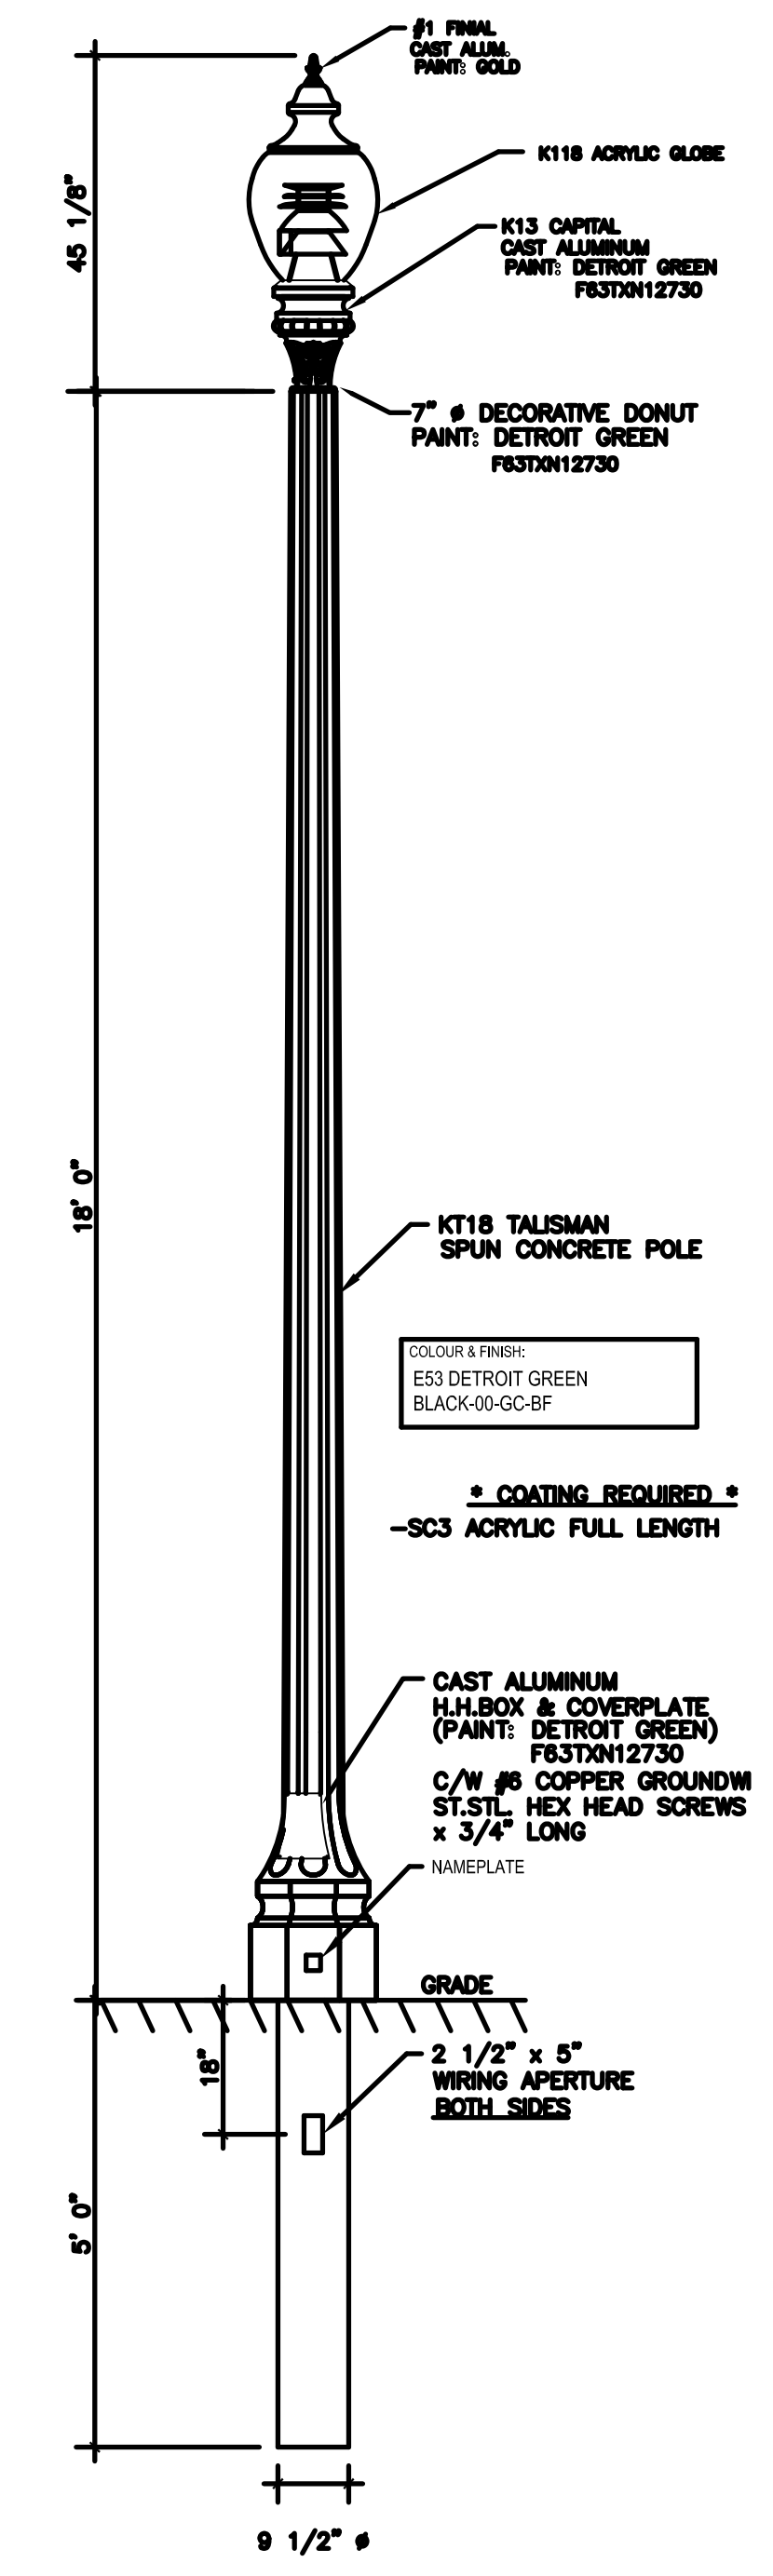 #1 FINIAL
CAST ALUM.
PAINT: GOLD
K118 ACRYLIC GLOBE
45 1/8"
K13 CAPITAL
CAST ALUMINUM
PAINT: DETROIT GREEN
F63TXN12730
7" ø DECORATIVE DONUT
PAINT: DETROIT GREEN
F63TXN12730
18' 0"
KT18 TALISMAN
SPUN CONCRETE POLE
COLOUR & FINISH:
E53 DETROIT GREEN
BLACK-00-GC-BF
* COATING REQUIRED *
-SC3 ACRYLIC FULL LENGTH
CAST ALUMINUM
H.H.BOX & COVERPLATE
(PAINT: DETROIT GREEN)
F63TXN12730
C/W #6 COPPER GROUNDWI
ST.STL. HEX HEAD SCREWS
x 3/4" LONG
NAMEPLATE
GRADE
18"
2 1/2" x 5"
WIRING APERTURE
BOTH SIDES
5' 0"
9 1/2" ø